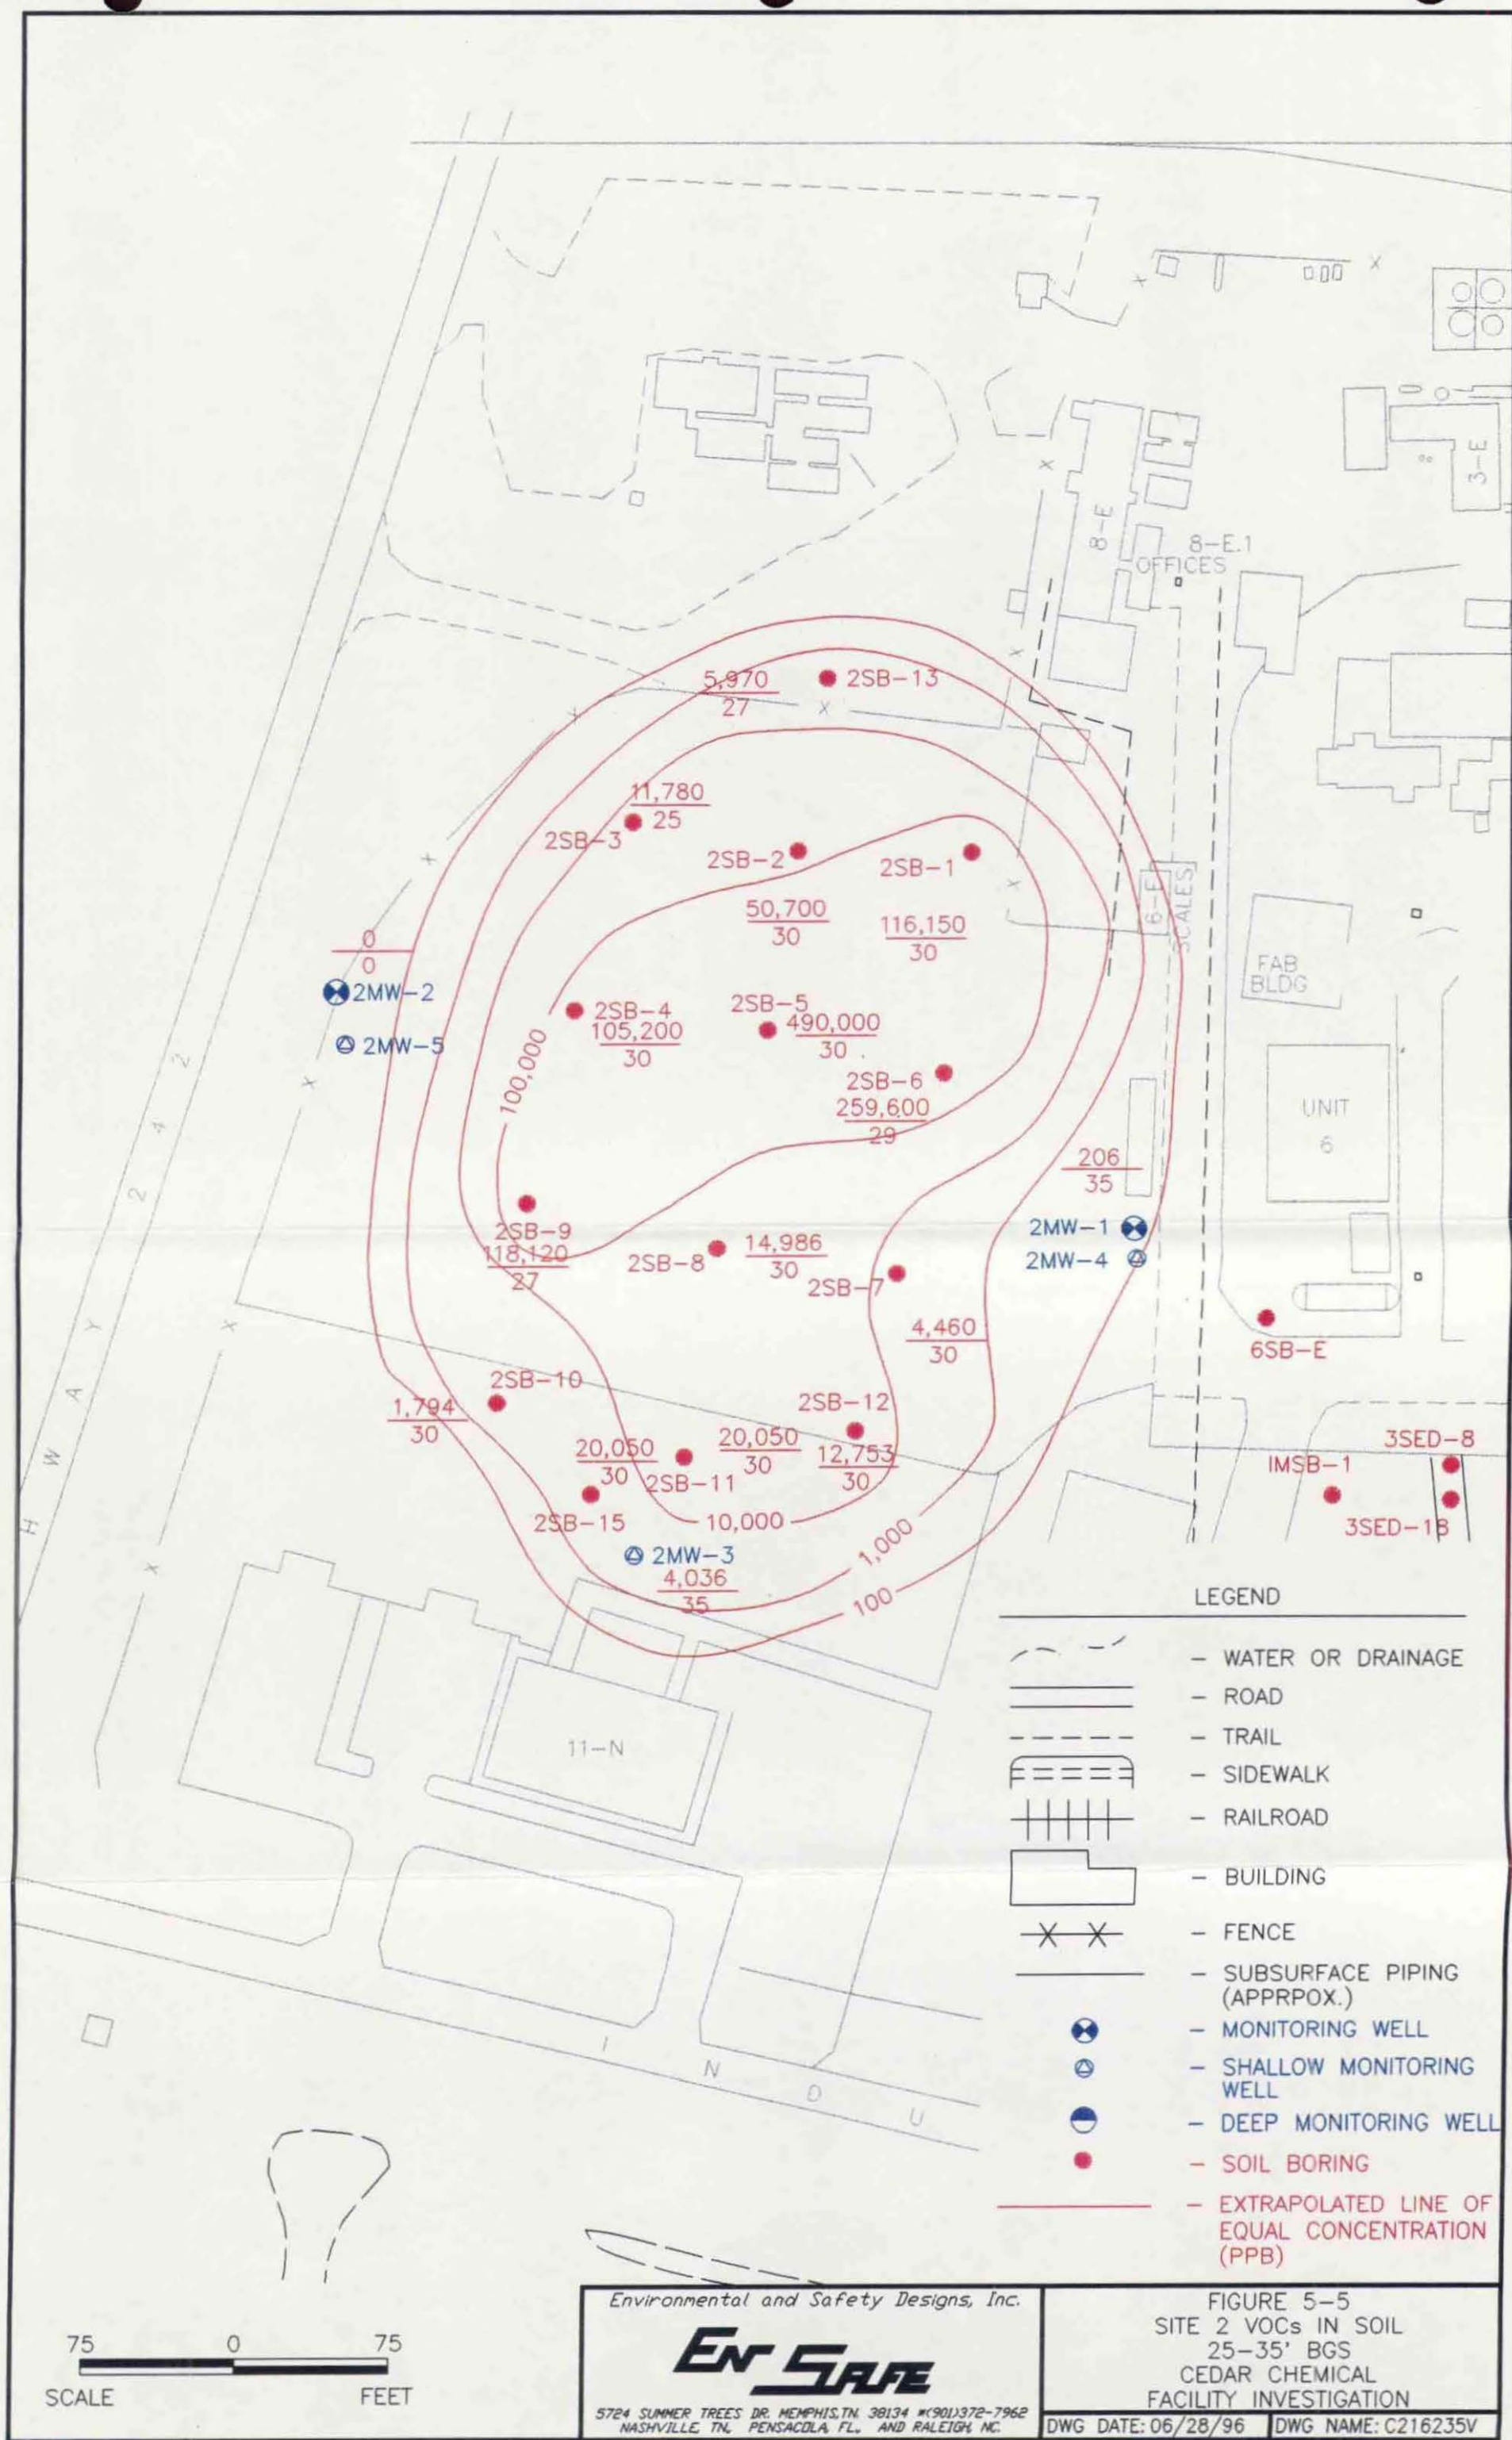 8-E
8-E.1
OFFICES
3-E
5,970
27
2SB-13
X
11,780
25
2SB-3
2SB-2
2SB-1
50,700
30
116,150
30
6-E
SCALES
FAB
BLDG
0
0
2MW-2
2MW-5
2SB-4
105,200
30
2SB-5
490,000
30
2SB-6
259,600
29
100,000
UNIT
6
206
35
2MW-1
2MW-4
2SB-9
118,120
27
2SB-8
14,986
30
2SB-7
4,460
30
6SB-E
HWAY 242
2SB-10
1,794
30
2SB-12
12,753
30
20,050
30
20,050
30
2SB-11
2SB-15
10,000
1,000
100
2MW-3
4,036
35
IMSB-1
3SED-8
3SED-18
11-N
I N D U
LEGEND
- WATER OR DRAINAGE
- ROAD
- TRAIL
- SIDEWALK
- RAILROAD
- BUILDING
- FENCE
- SUBSURFACE PIPING
(APPRPOX.)
- MONITORING WELL
- SHALLOW MONITORING
WELL
- DEEP MONITORING WELL
- SOIL BORING
- EXTRAPOLATED LINE OF
EQUAL CONCENTRATION
(PPB)
75 0 75
SCALE FEET
Environmental and Safety Designs, Inc.
EnSafe
5724 SUMMER TREES DR. MEMPHIS, TN. 38134 *(901)372-7962
NASHVILLE, TN., PENSACOLA, FL., AND RALEIGH, NC.
FIGURE 5-5
SITE 2 VOCs IN SOIL
25-35' BGS
CEDAR CHEMICAL
FACILITY INVESTIGATION
DWG DATE: 06/28/96 DWG NAME: C216235V